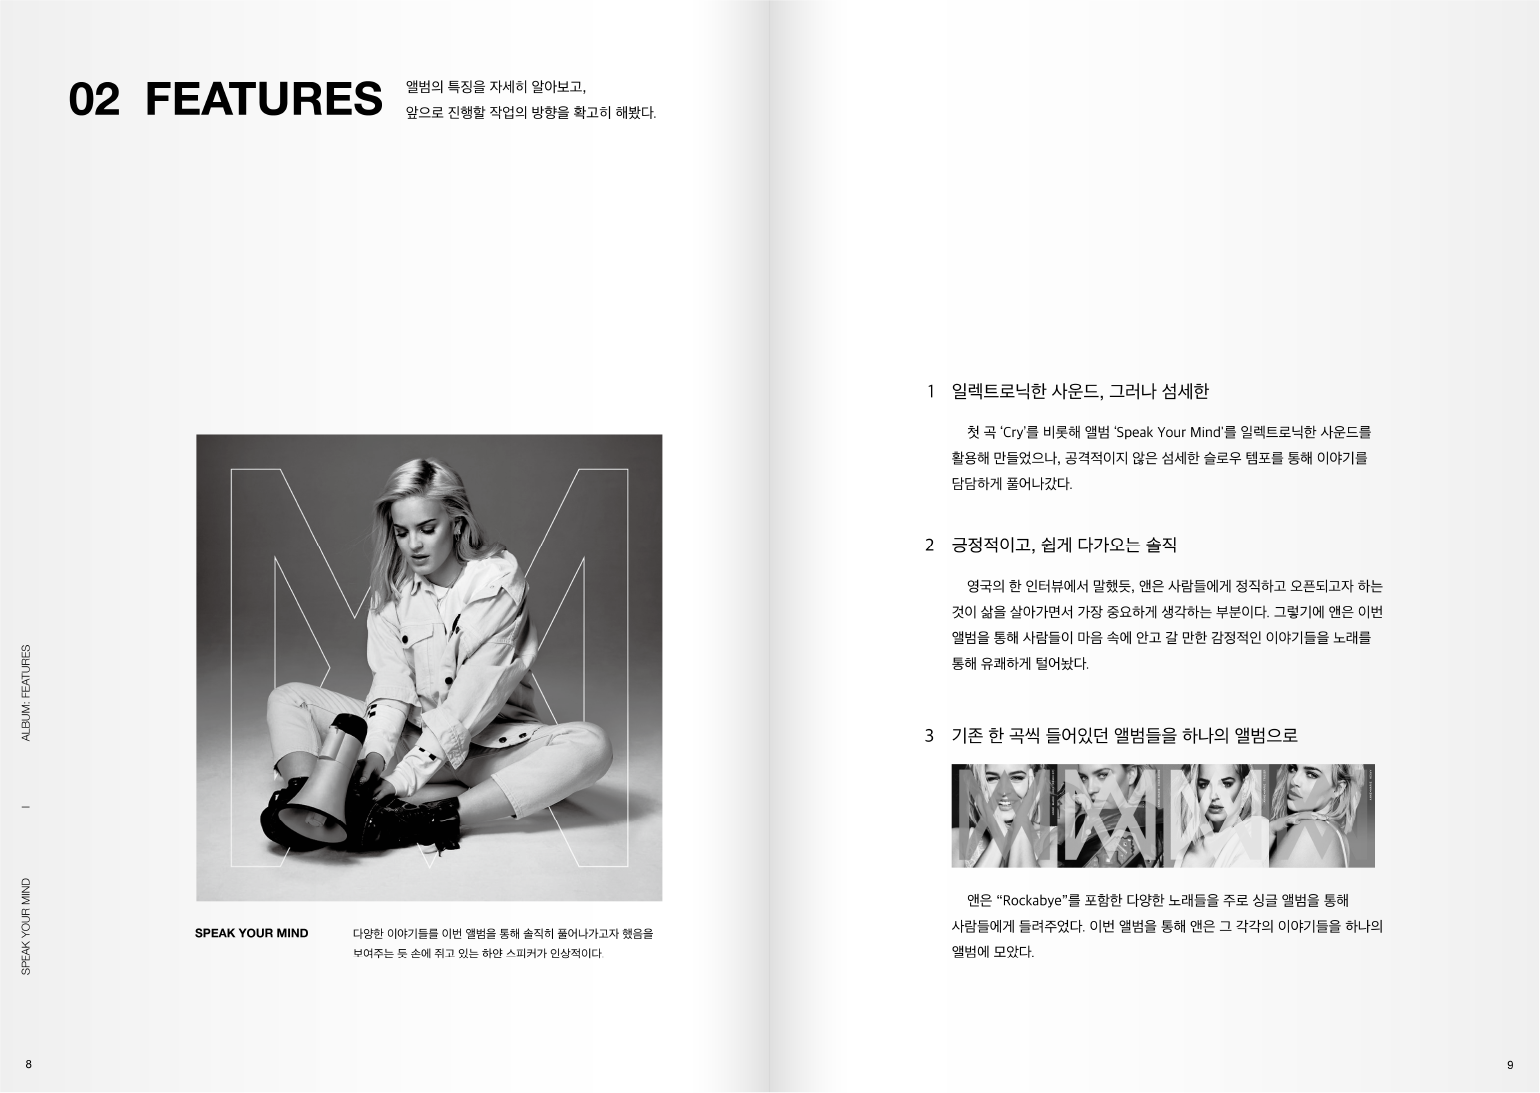 02 FEATURES
앨범의 특징을 자세히 알아보고,
앞으로 진행할 작업의 방향을 확고히 해봤다.
SPEAK YOUR MIND | ALBUM: FEATURES
SPEAK YOUR MIND
다양한 이야기들를 이번 앨범을 통해 솔직히 풀어나가고자 했음을
보여주는 듯 손에 쥐고 있는 하얀 스피커가 인상적이다.
8
1 일렉트로닉한 사운드, 그러나 섬세한
첫 곡 ‘Cry’를 비롯해 앨범 ‘Speak Your Mind'를 일렉트로닉한 사운드를
활용해 만들었으나, 공격적이지 않은 섬세한 슬로우 템포를 통해 이야기를
담담하게 풀어나갔다.
2 긍정적이고, 쉽게 다가오는 솔직
영국의 한 인터뷰에서 말했듯, 앤은 사람들에게 정직하고 오픈되고자 하는
것이 삶을 살아가면서 가장 중요하게 생각하는 부분이다. 그렇기에 앤은 이번
앨범을 통해 사람들이 마음 속에 안고 갈 만한 감정적인 이야기들을 노래를
통해 유쾌하게 털어놨다.
3 기존 한 곡씩 들어있던 앨범들을 하나의 앨범으로
앤은 “Rockabye”를 포함한 다양한 노래들을 주로 싱글 앨범을 통해
사람들에게 들려주었다. 이번 앨범을 통해 앤은 그 각각의 이야기들을 하나의
앨범에 모았다.
9